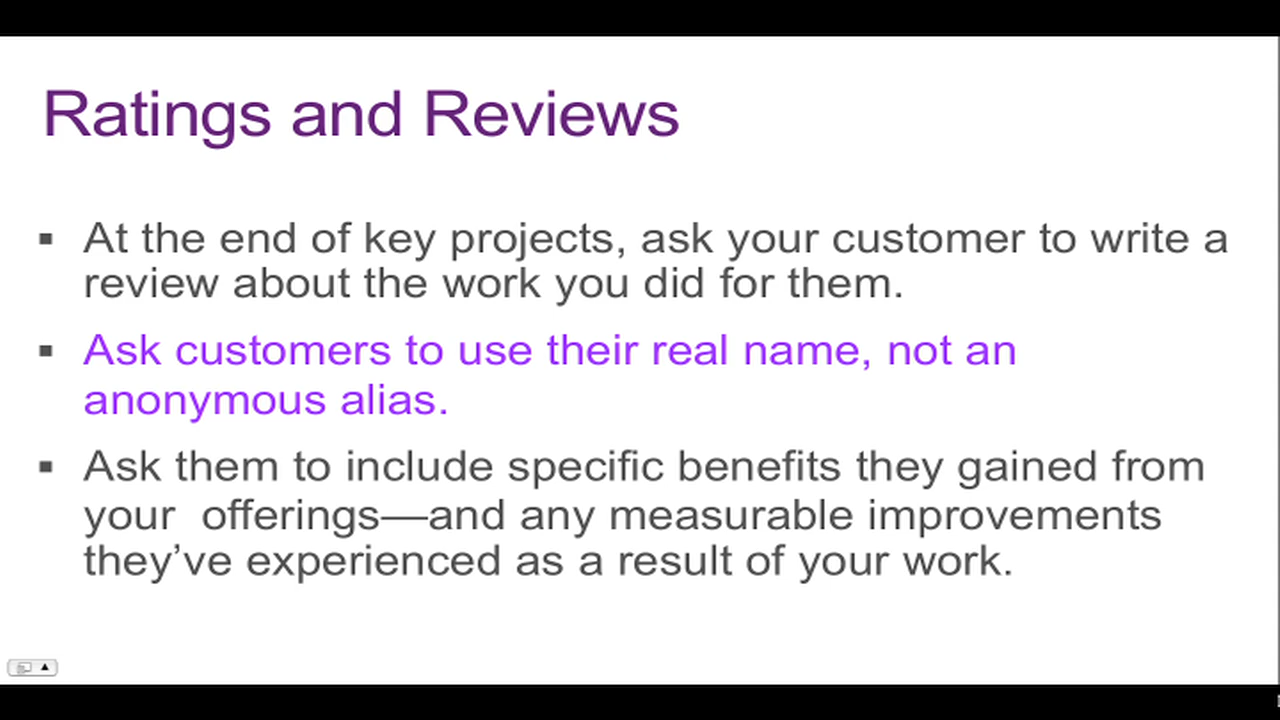 Ratings and Reviews
▪ At the end of key projects, ask your customer to write a
review about the work you did for them.
▪ Ask customers to use their real name, not an
anonymous alias.
▪ Ask them to include specific benefits they gained from
your  offerings—and any measurable improvements
they’ve experienced as a result of your work.